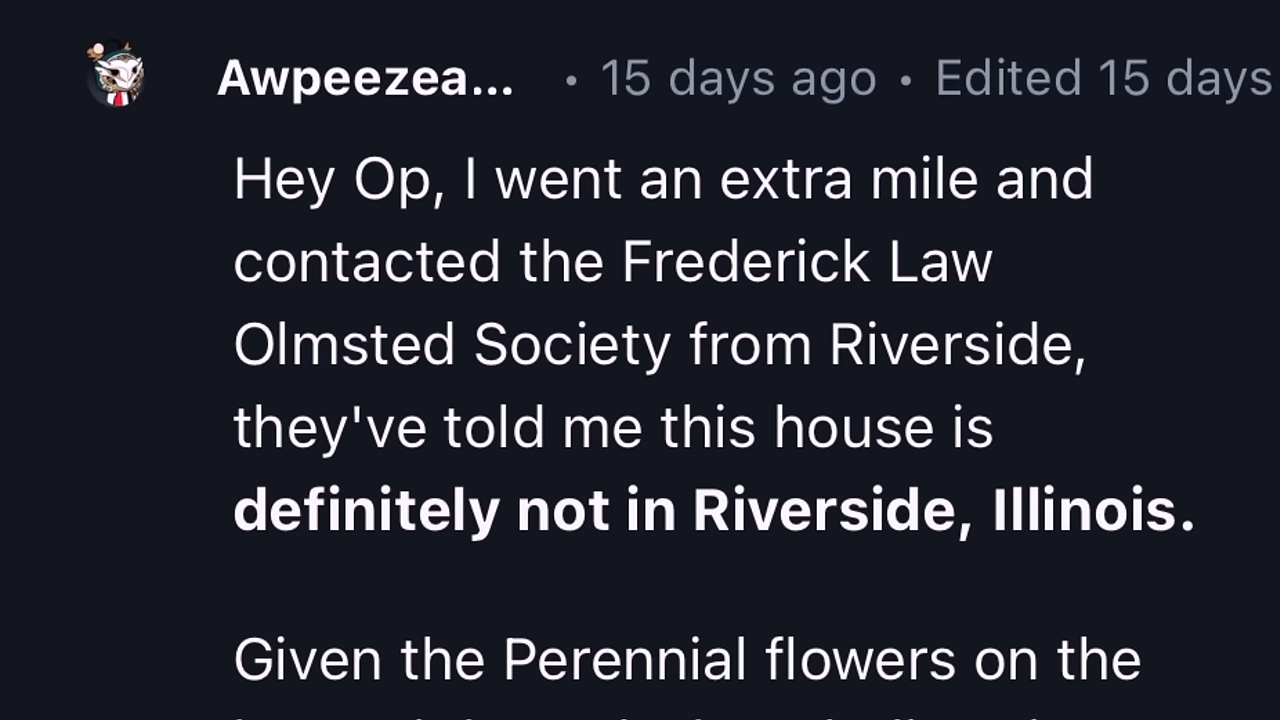 Awpeezea... • 15 days ago • Edited 15 days
Hey Op, I went an extra mile and
contacted the Frederick Law
Olmsted Society from Riverside,
they've told me this house is
definitely not in Riverside, Illinois.
Given the Perennial flowers on the